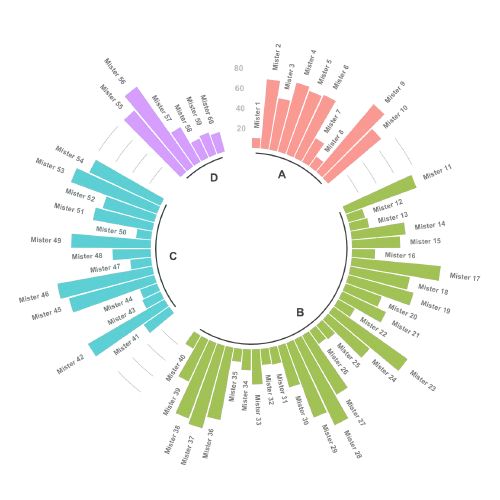 80
60
40
20
Mister 1
Mister 2
Mister 3
Mister 4
Mister 5
Mister 6
Mister 7
Mister 8
Mister 9
Mister 10
Mister 11
Mister 12
Mister 13
Mister 14
Mister 15
Mister 16
Mister 17
Mister 18
Mister 19
Mister 20
Mister 21
Mister 22
Mister 23
Mister 24
Mister 25
Mister 26
Mister 27
Mister 28
Mister 29
Mister 30
Mister 31
Mister 32
Mister 33
Mister 34
Mister 35
Mister 36
Mister 37
Mister 38
Mister 39
Mister 40
Mister 41
Mister 42
Mister 43
Mister 44
Mister 45
Mister 46
Mister 47
Mister 48
Mister 49
Mister 50
Mister 51
Mister 52
Mister 53
Mister 54
Mister 55
Mister 56
Mister 57
Mister 58
Mister 59
Mister 60
A
B
C
D